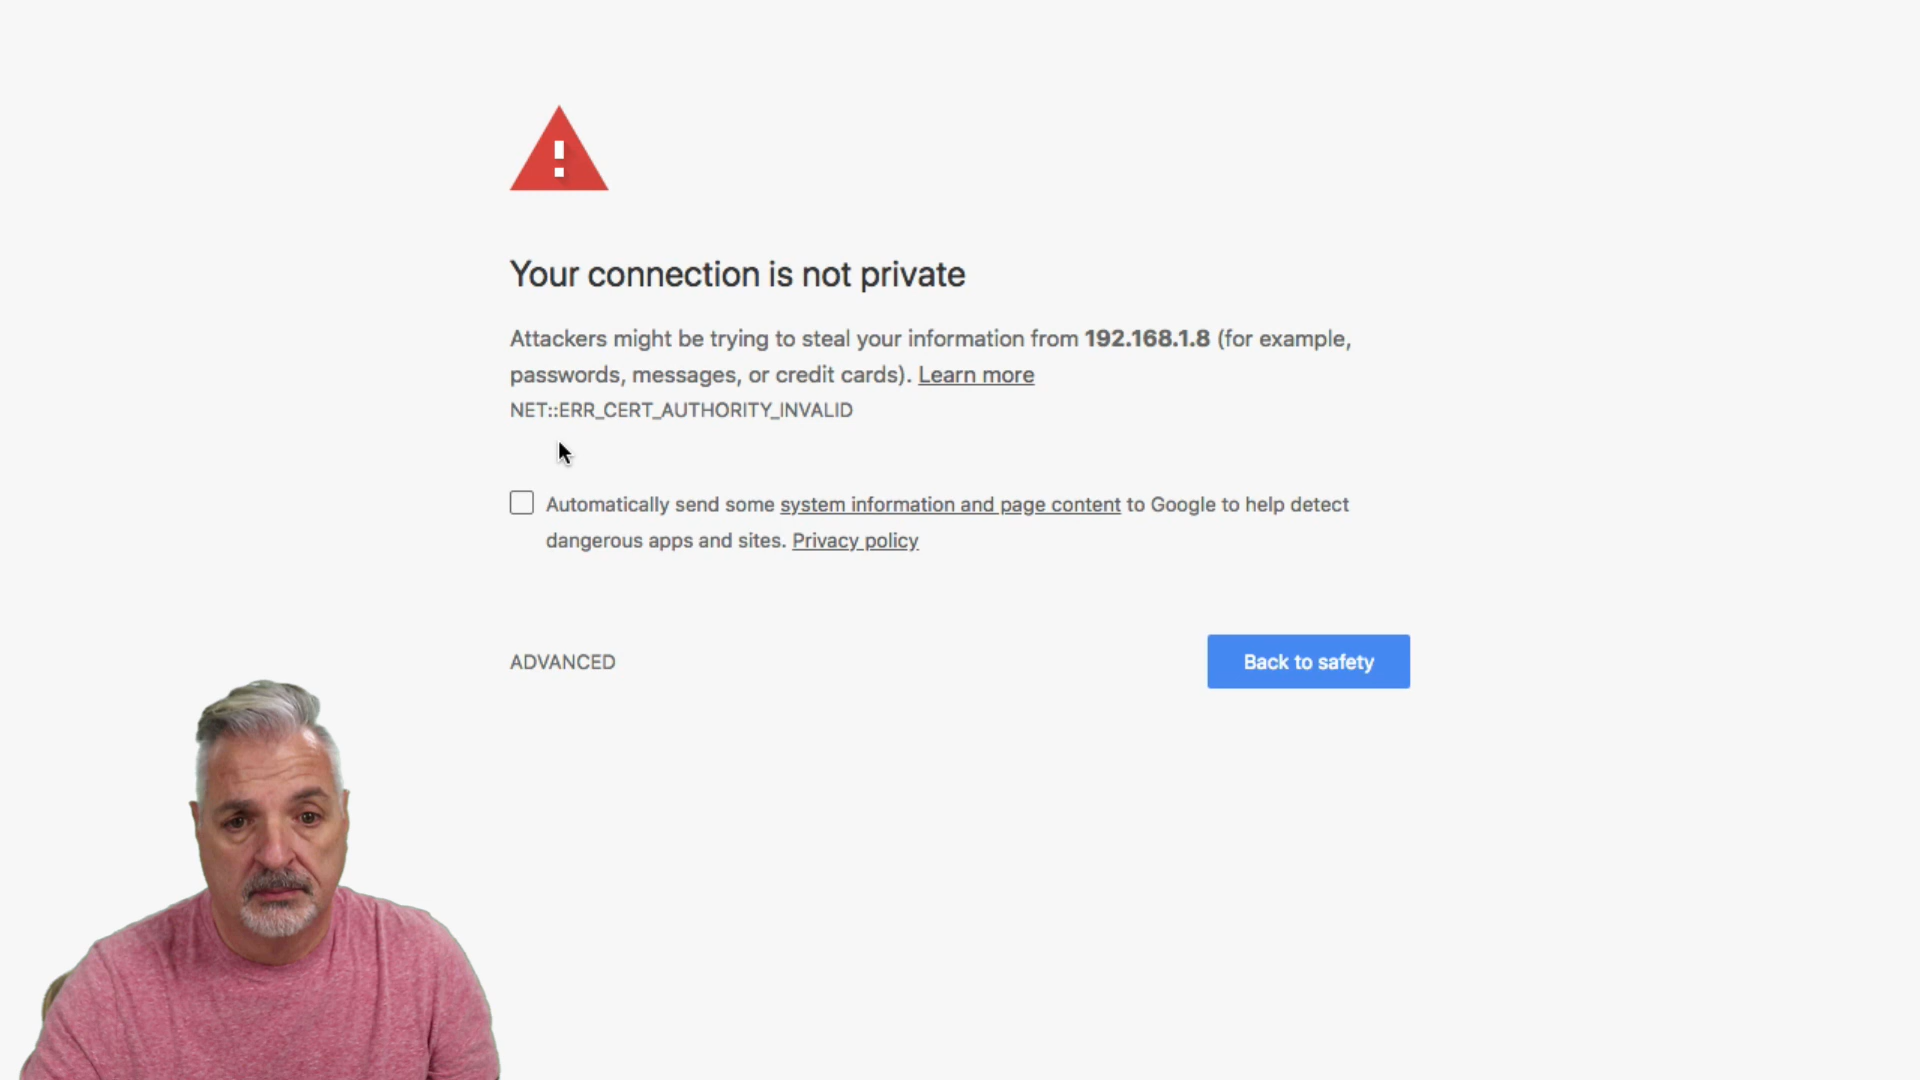 Your connection is not private
Attackers might be trying to steal your information from 192.168.1.8 (for example,
passwords, messages, or credit cards). Learn more
NET::ERR_CERT_AUTHORITY_INVALID
Automatically send some system information and page content to Google to help detect
dangerous apps and sites. Privacy policy
ADVANCED
Back to safety